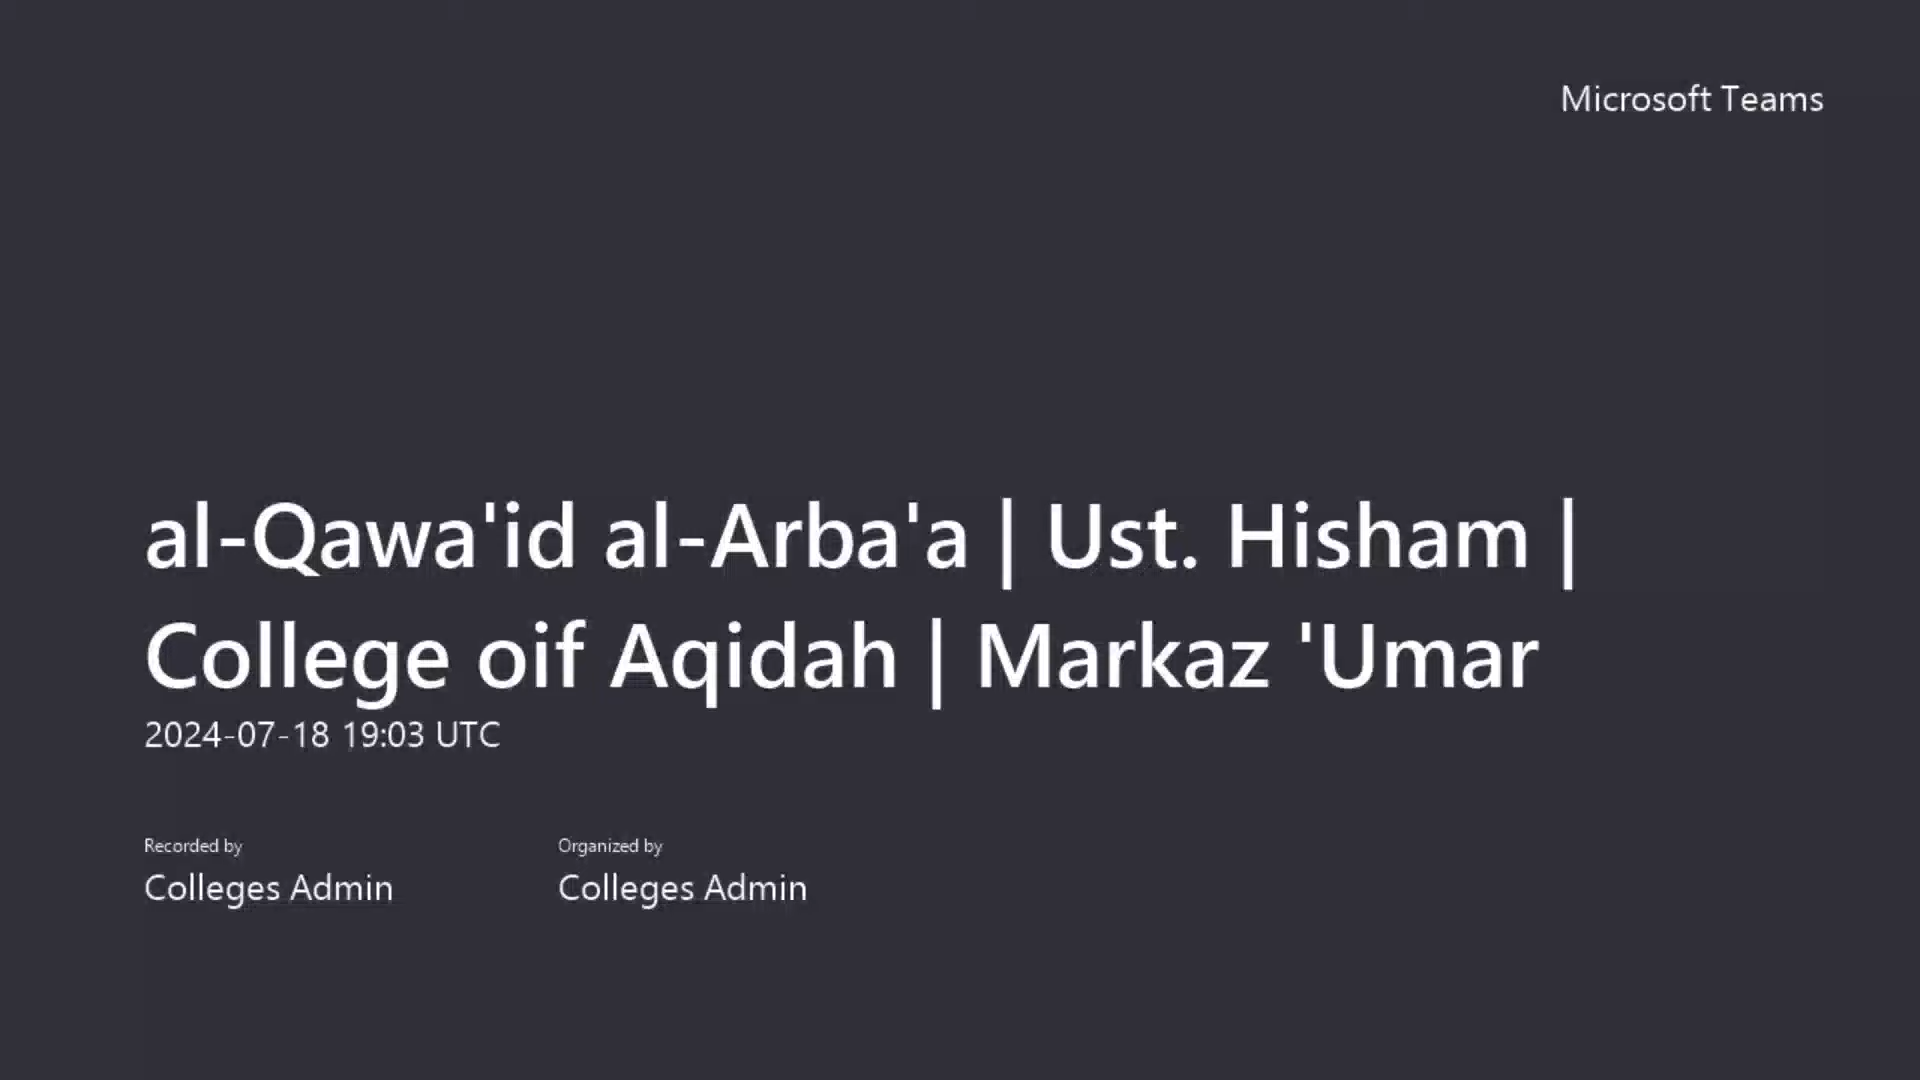 Microsoft Teams
al-Qawa'id al-Arba'a | Ust. Hisham |
College oif Aqidah | Markaz 'Umar
2024-07-18 19:03 UTC
Recorded by
Colleges Admin
Organized by
Colleges Admin